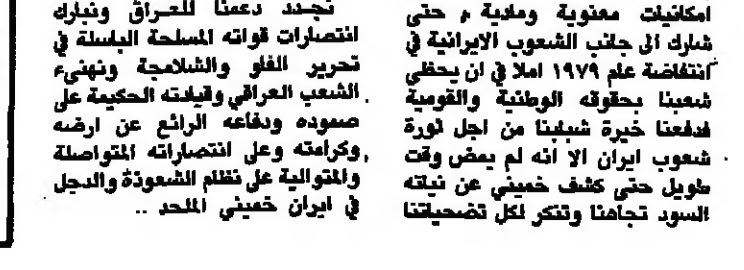 امكانيات معنوية ومادية م حتى
شارك الى جانب الشعوب الايرانية في
انتفاضة عام ١٩٧٩ املا في ان يحظى
شعبنا بحقوقه الوطنية والقومية
فدفعنا خيرة شبابنا من اجل ثورة
شعوب ايران الا انه لم يمض وقت
طويل حتى كشف خميني عن نيته
السود تجاهنا وتنكر لكل تضحياتنا
نجدد دعمنا للعراق ونبارك
انتصارات قواته المسلحة الباسلة في
تحرير الفاو والشلامجة ونهنىء
الشعب العراقي وقيادته الحكيمة على
صموده ودفاعه الرائع عن ارضه
وكرامته وعلى انتصاراته المتواصلة
والمتوالية على نظام الشعوذة والدجل
في ايران خميني الملحد ..